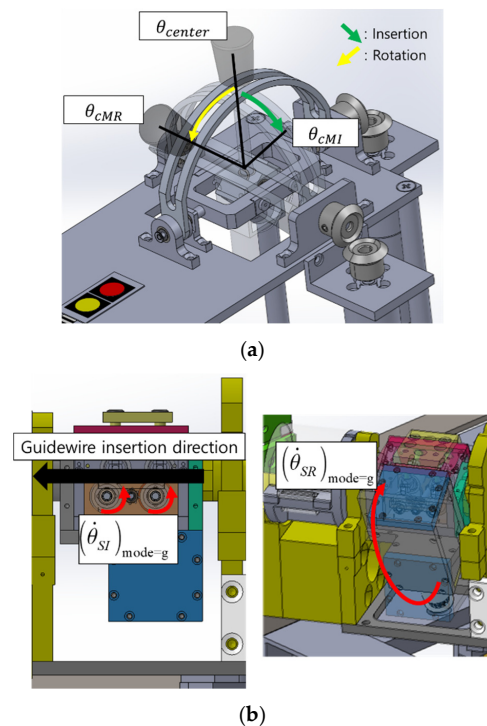 θcenter
: Insertion
: Rotation
θcMR
θcMI
(a)
Guidewire insertion direction
(θ̇SI)mode=g
(θ̇SR)mode=g
(b)